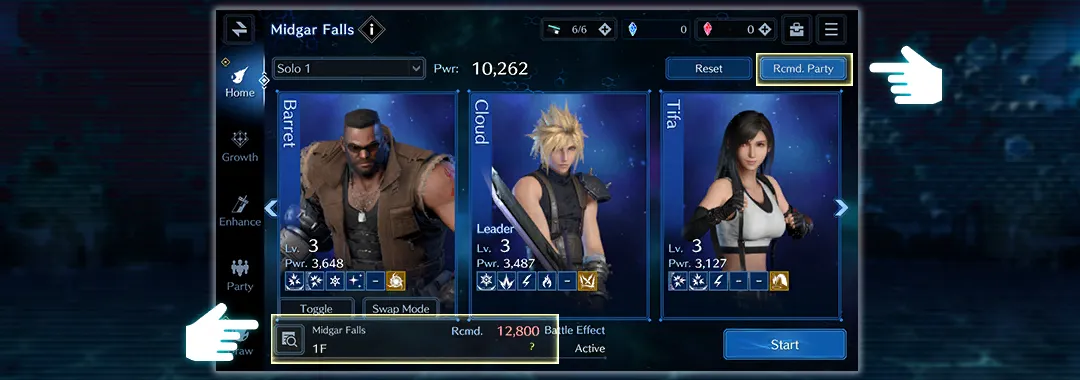 Midgar Falls
6/6
0
0
Solo 1
Pwr: 10,262
Reset
Rcmd. Party
Home
Growth
Enhance
Party
Barret
Lv. 3
Pwr. 3,648
Cloud
Leader
Lv. 3
Pwr. 3,487
Tifa
Lv. 3
Pwr. 3,127
Toggle
Swap Mode
Midgar Falls
1F
Rcmd. 12,800
?
Battle Effect
Active
Start